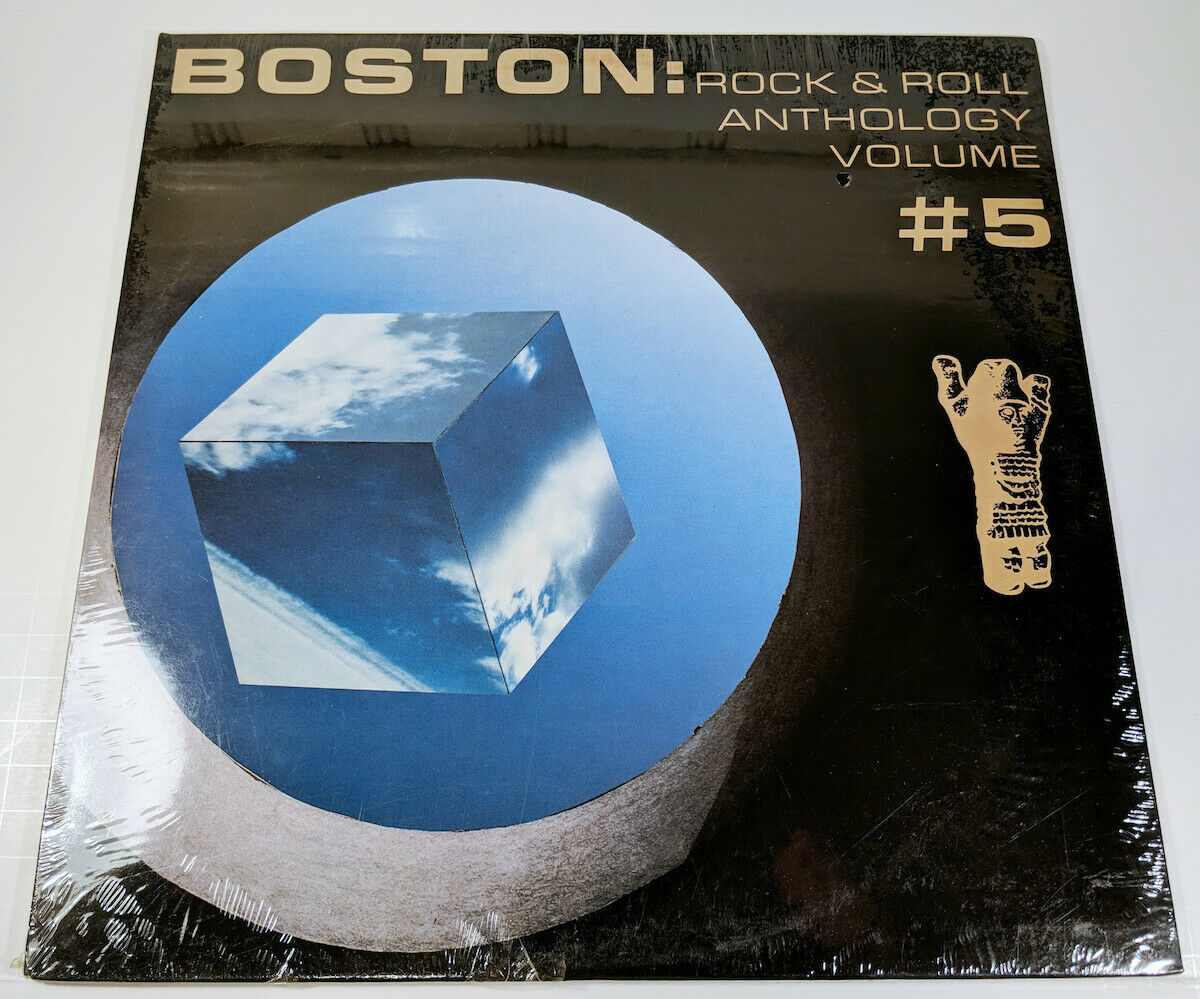 BOSTON: ROCK & ROLL
ANTHOLOGY
VOLUME
#5